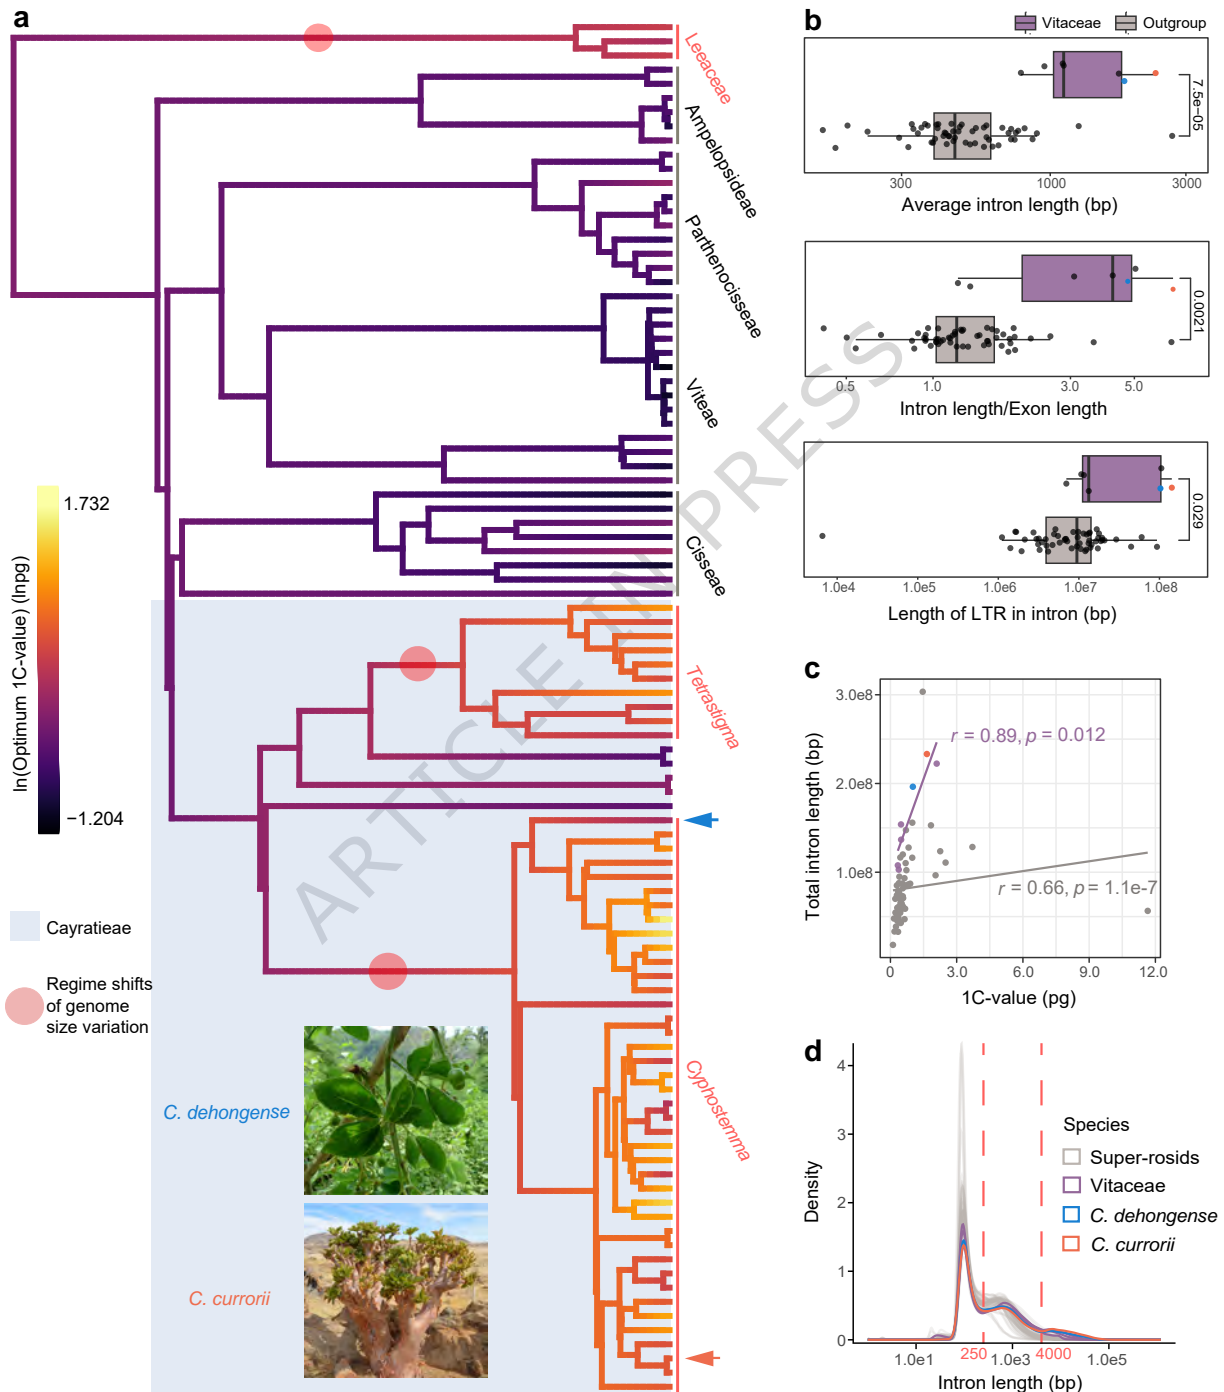 a
Leeaceae
Ampelopsideae
Parthenocisseae
Viteae
Cisseae
Tetrastigma
Cyphostemma
ln(Optimum 1C-value) (lnpg)
1.732
−1.204
Cayratieae
Regime shifts
of genome
size variation
C. dehongense
C. currorii
ARTICLE IN PRESS
b
Vitaceae
Outgroup
7.5e−05
300
1000
3000
Average intron length (bp)
0.0021
0.5
1.0
3.0
5.0
Intron length/Exon length
0.029
1.0e4
1.0e5
1.0e6
1.0e7
1.0e8
Length of LTR in intron (bp)
c
3.0e8
2.0e8
1.0e8
Total intron length (bp)
r = 0.89, p = 0.012
r = 0.66, p = 1.1e-7
0
3.0
6.0
9.0
12.0
1C-value (pg)
d
4
3
2
1
0
Density
Species
Super-rosids
Vitaceae
C. dehongense
C. currorii
1.0e1
250
1.0e3
4000
1.0e5
Intron length (bp)